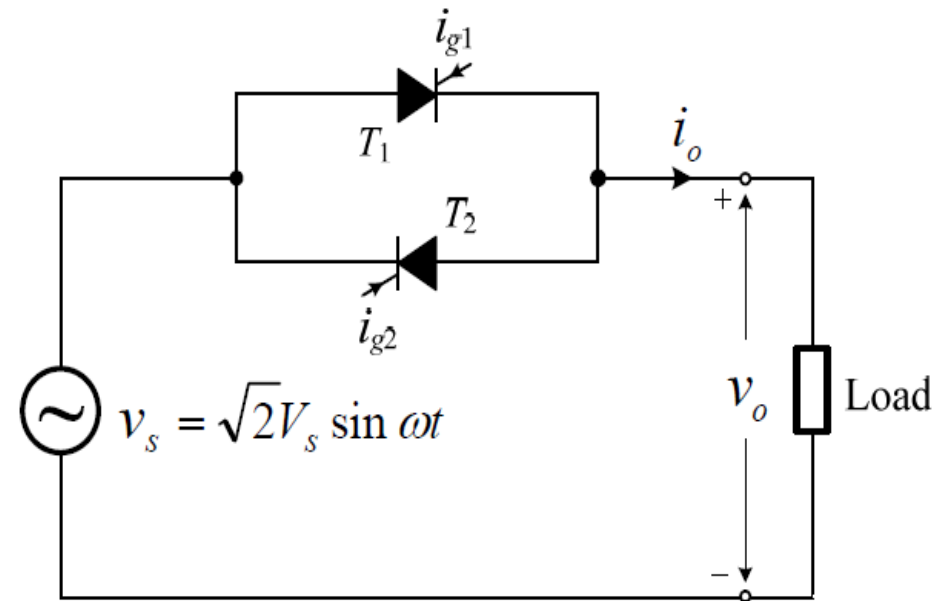 i_g1
T_1
i_o
+
T_2
i_g2
~ v_s = √2V_s sin ωt
v_o
Load
−